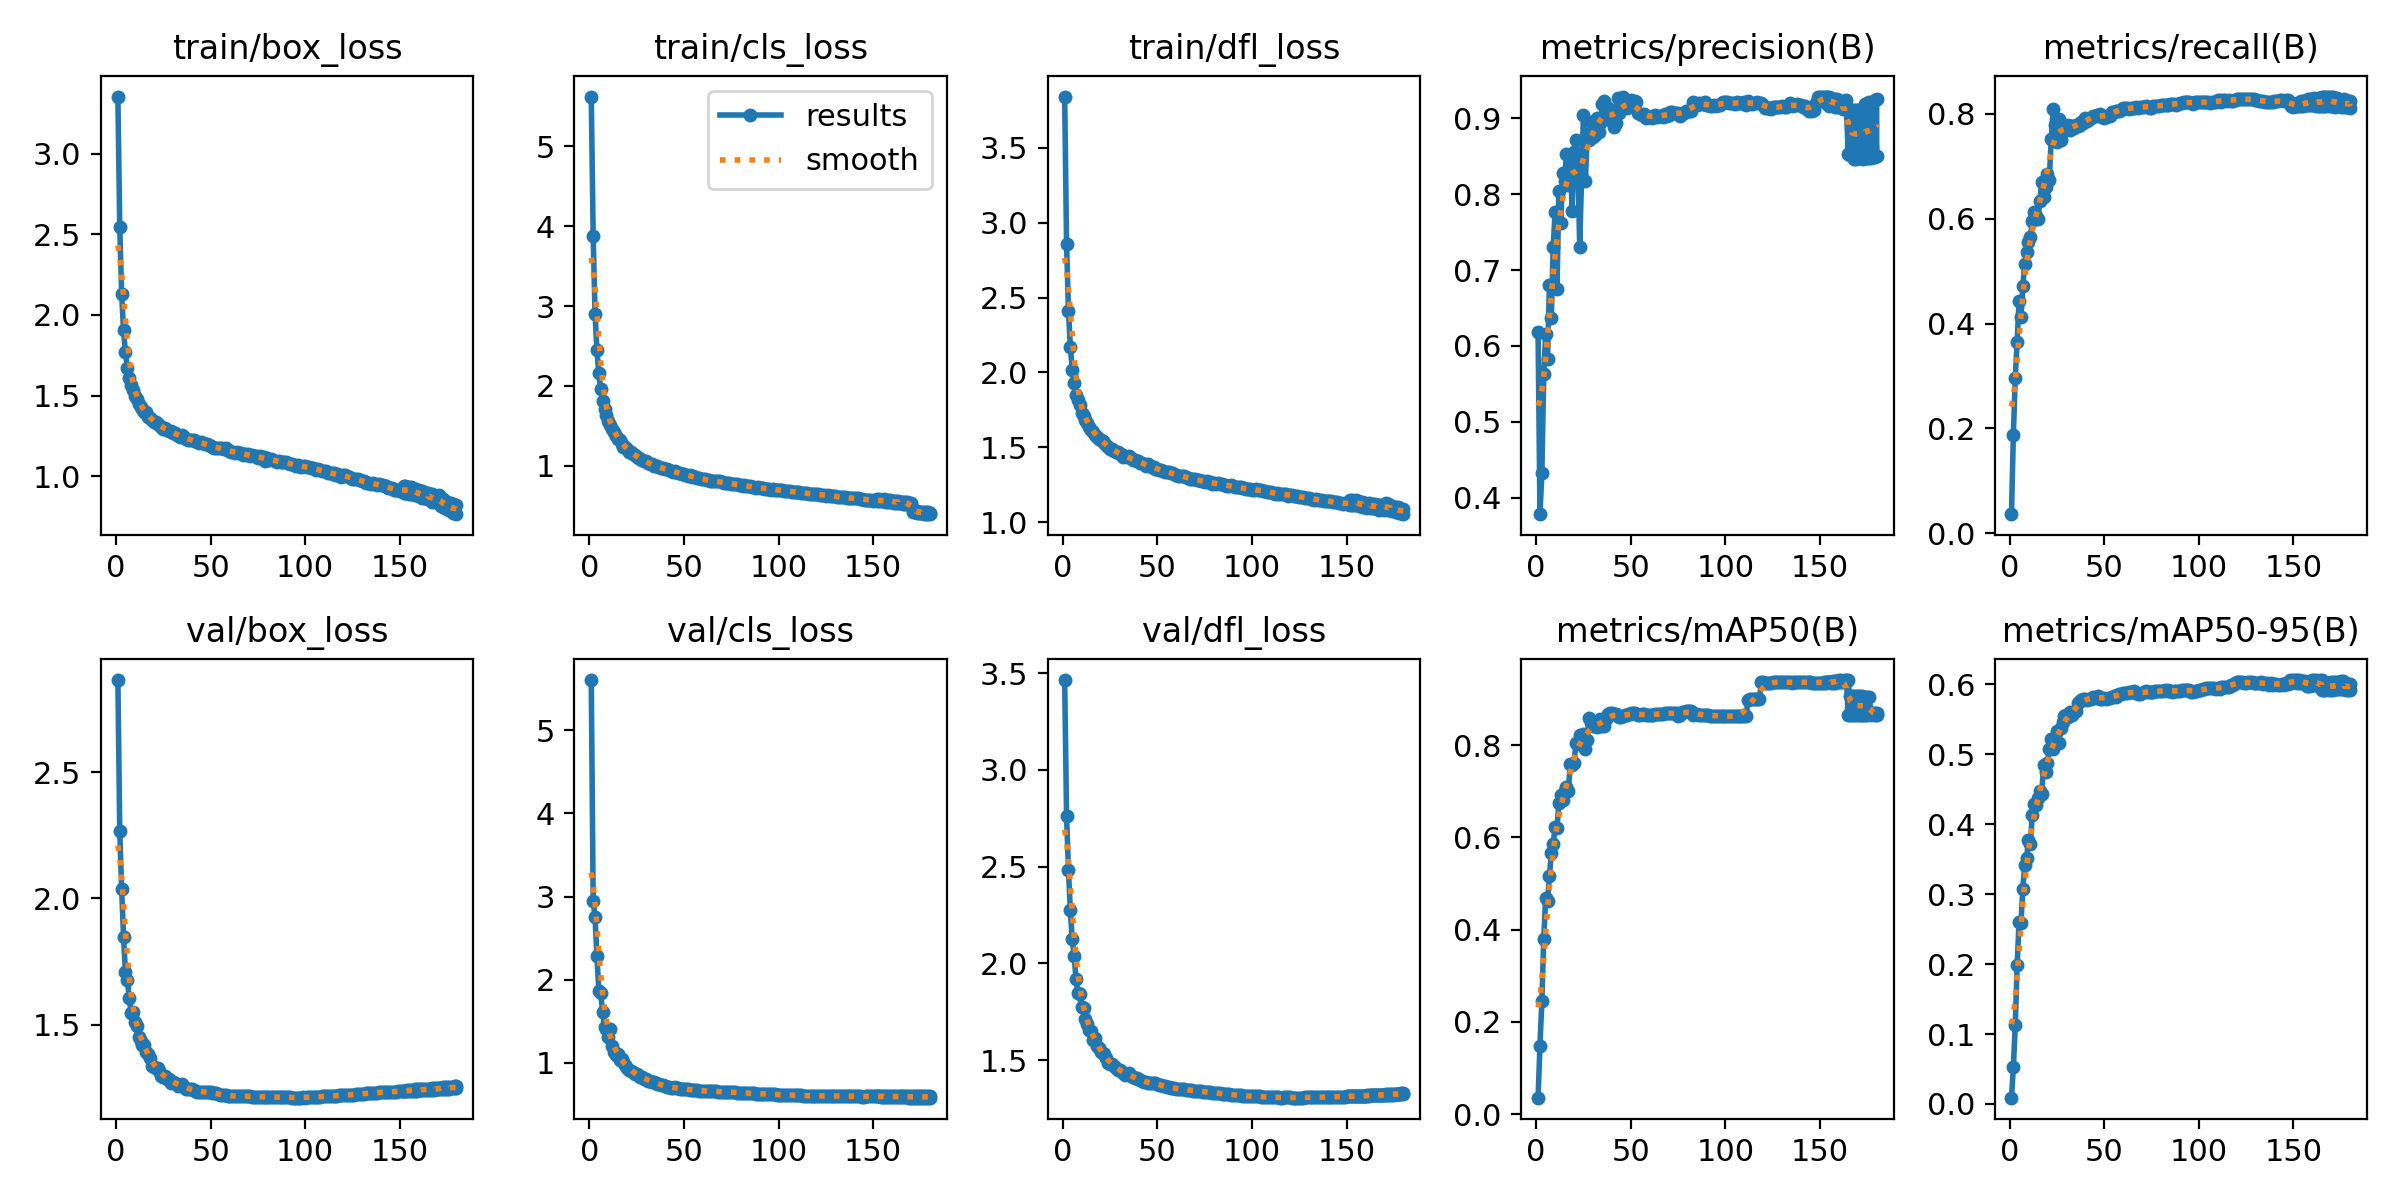 train/box_loss
train/cls_loss
train/dfl_loss
metrics/precision(B)
metrics/recall(B)
3.0
2.5
2.0
1.5
1.0
0 50 100 150
results
smooth
5
4
3
2
1
0 50 100 150
3.5
3.0
2.5
2.0
1.5
1.0
0 50 100 150
0.9
0.8
0.7
0.6
0.5
0.4
0 50 100 150
0.8
0.6
0.4
0.2
0.0
0 50 100 150
val/box_loss
val/cls_loss
val/dfl_loss
metrics/mAP50(B)
metrics/mAP50-95(B)
2.5
2.0
1.5
0 50 100 150
5
4
3
2
1
0 50 100 150
3.5
3.0
2.5
2.0
1.5
0 50 100 150
0.8
0.6
0.4
0.2
0.0
0 50 100 150
0.6
0.5
0.4
0.3
0.2
0.1
0.0
0 50 100 150